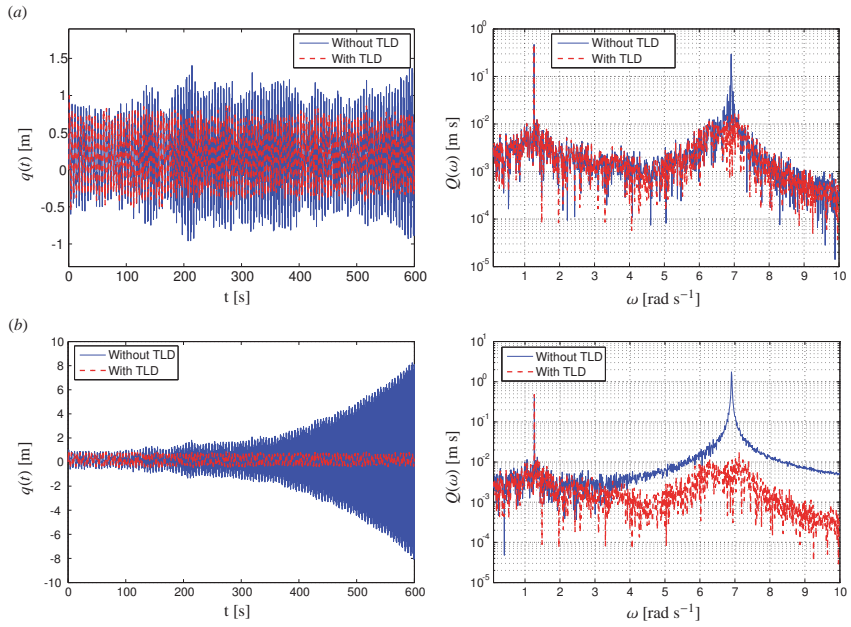 (a)
1.5
1
0.5
0
-0.5
-1
q(t) [m]
0 100 200 300 400 500 600
t [s]
Without TLD
With TLD
10^0
10^-1
10^-2
10^-3
10^-4
10^-5
Q(ω) [m s]
1 2 3 4 5 6 7 8 9 10
ω [rad s^-1]
Without TLD
With TLD
(b)
10
8
6
4
2
0
-2
-4
-6
-8
-10
q(t) [m]
0 100 200 300 400 500 600
t [s]
Without TLD
With TLD
10^1
10^0
10^-1
10^-2
10^-3
10^-4
10^-5
Q(ω) [m s]
1 2 3 4 5 6 7 8 9 10
ω [rad s^-1]
Without TLD
With TLD